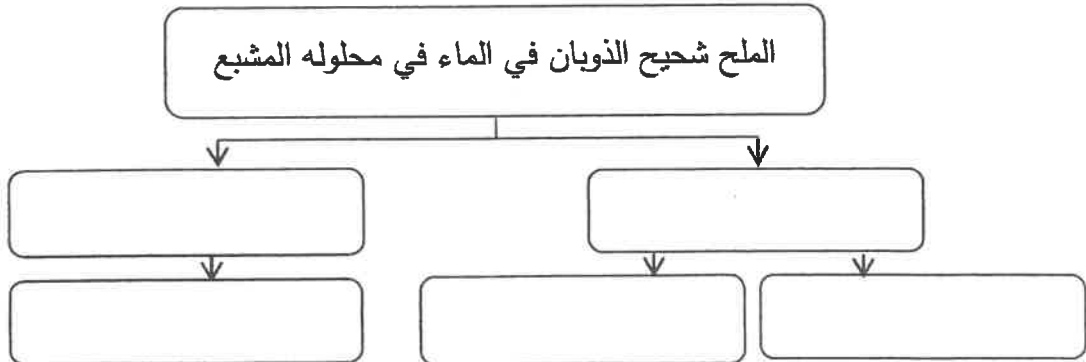 الملح شحيح الذوبان في الماء في محلوله المشبع